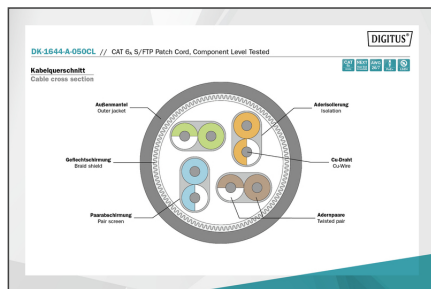 DIGITUS®
DK-1644-A-050CL // CAT 6A S/FTP Patch Cord, Component Level Tested
Kabelquerschnitt
Cable cross section
Außenmantel
Outer jacket
Aderisolierung
Isolation
Geflechtschirmung
Braid shield
Cu-Draht
Cu-Wire
Paarabschirmung
Pair screen
Adernpaare
Twisted pair